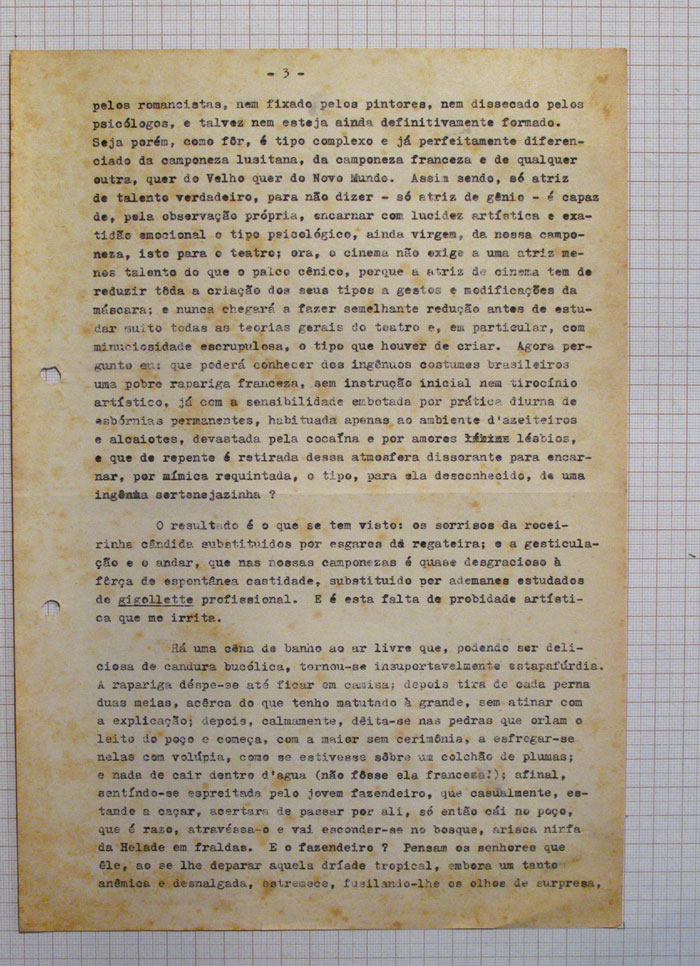 - 3 -
pelos romancistas, nem fixado pelos pintores, nem dissecado pelos
psicólogos, e talvez nem esteja ainda definitivamente formado.
Seja porém, como fôr, é tipo complexo e já perfeitamente diferen-
ciado da camponeza lusitana, da camponeza franceza e de qualquer
outra, quer do Velho quer do Novo Mundo. Assim sendo, só atriz
de talento verdadeiro, para não dizer - só atriz de gênio - é capaz
de, pela observação própria, encarnar com lucidez artística e exa-
tidão emocional o tipo psicológico, ainda virgem, da nossa campo-
neza, isto para o teatro; ora, o cinema não exige a uma atriz me-
nos talento do que o palco cênico, porque a atriz de cinema tem de
reduzir tôda a criação dos seus tipos a gestos e modificações da
máscara; e nunca chegará a fazer semelhante redução antes de estu-
dar muito todas as teorias gerais do teatro e, em particular, com
minuciosidade escrupulosa, o tipo que houver de criar. Agora per-
gunto eu: que poderá conhecer dos ingênuos costumes brasileiros
uma pobre rapariga franceza, sem instrução inicial nem tirocínio
artístico, já com a sensibilidade embotada por prática diurna de
esbórnias permanentes, habituada apenas ao ambiente d'azeiteiros
e alcaiotes, devastada pela cocaína e por amores lésbios,
e que de repente é retirada dessa atmosfera dissorante para encar-
nar, por mímica requintada, o tipo, para ela desconhecido, de uma
ingênua sertanejazinha ?
O resultado é o que se tem visto: os sorrisos da rocei-
rinha cândida substituidos por esgares da regateira; e a gesticula-
ção e o andar, que nas nossas camponezas é quase desgracioso à
fôrça de espontânea castidade, substituido por ademanes estudados
de gigollette profissional. E é esta falta de probidade artísti-
ca que me irrita.
Há uma cêna de banho ao ar livre que, podendo ser deli-
ciosa de candura bucólica, tornou-se insuportavelmente estapafúrdia.
A rapariga déspe-se até ficar em camisa; depois tira de cada perna
duas meias, acêrca do que tenho matutado à grande, sem atinar com
a explicação; depois, calmamente, dêita-se nas pedras que orlam o
leito do poço e começa, com a maior sem cerimônia, a esfregar-se
nelas com volúpia, como se estivesse sôbre um colchão de plumas;
e nada de cair dentro d'agua (não fôsse ela franceza!); afinal,
sentíndo-se espreitada pelo jovem fazendeiro, que casualmente, es-
tando a caçar, acertara de passar por ali, só então cái no poço,
que é razo, atravéssa-o e vai esconder-se no bosque, arisca ninfa
da Helade em fraldas. E o fazendeiro ? Pensam os senhores que
êle, ao se lhe deparar aquela dríade tropical, embora um tanto
anêmica e desnalgada, estremece, fusilando-lhe os olhos de surpresa,